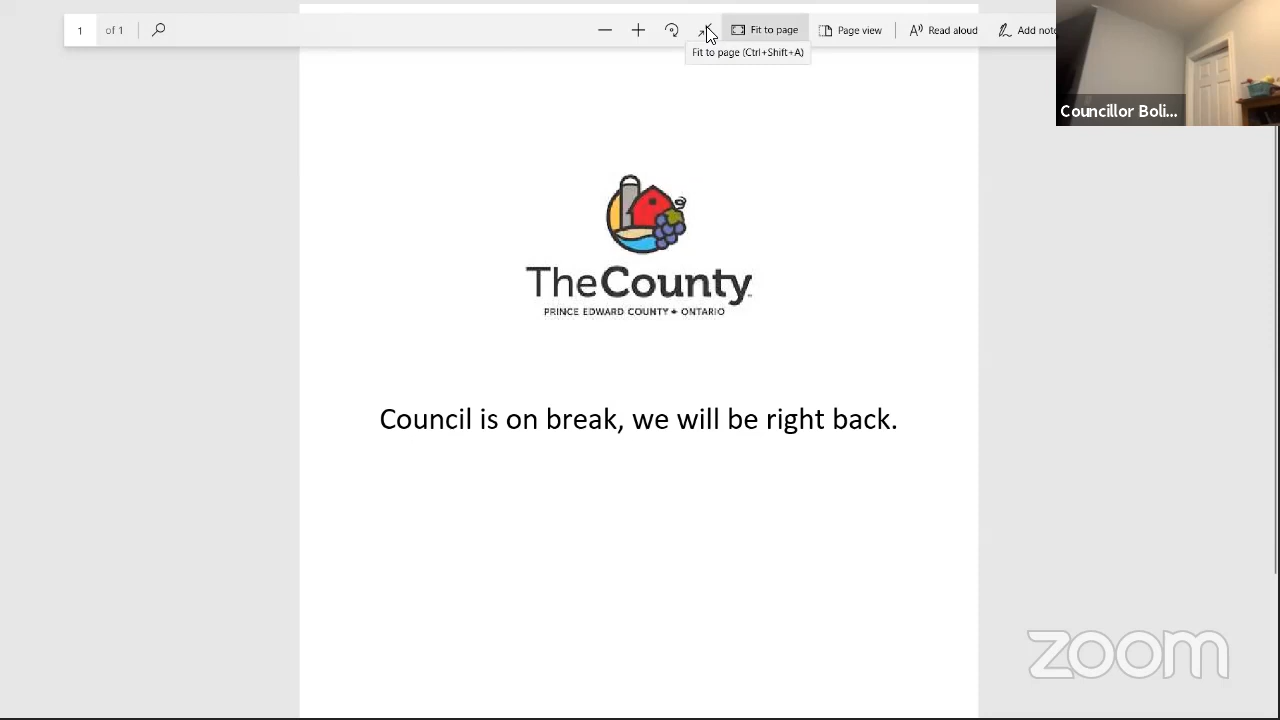 1 of 1 Fit to page Page view Read aloud Add note
Fit to page (Ctrl+Shift+A)
Councillor Boli...
TheCounty
PRINCE EDWARD COUNTY ONTARIO
Council is on break, we will be right back.
zoom